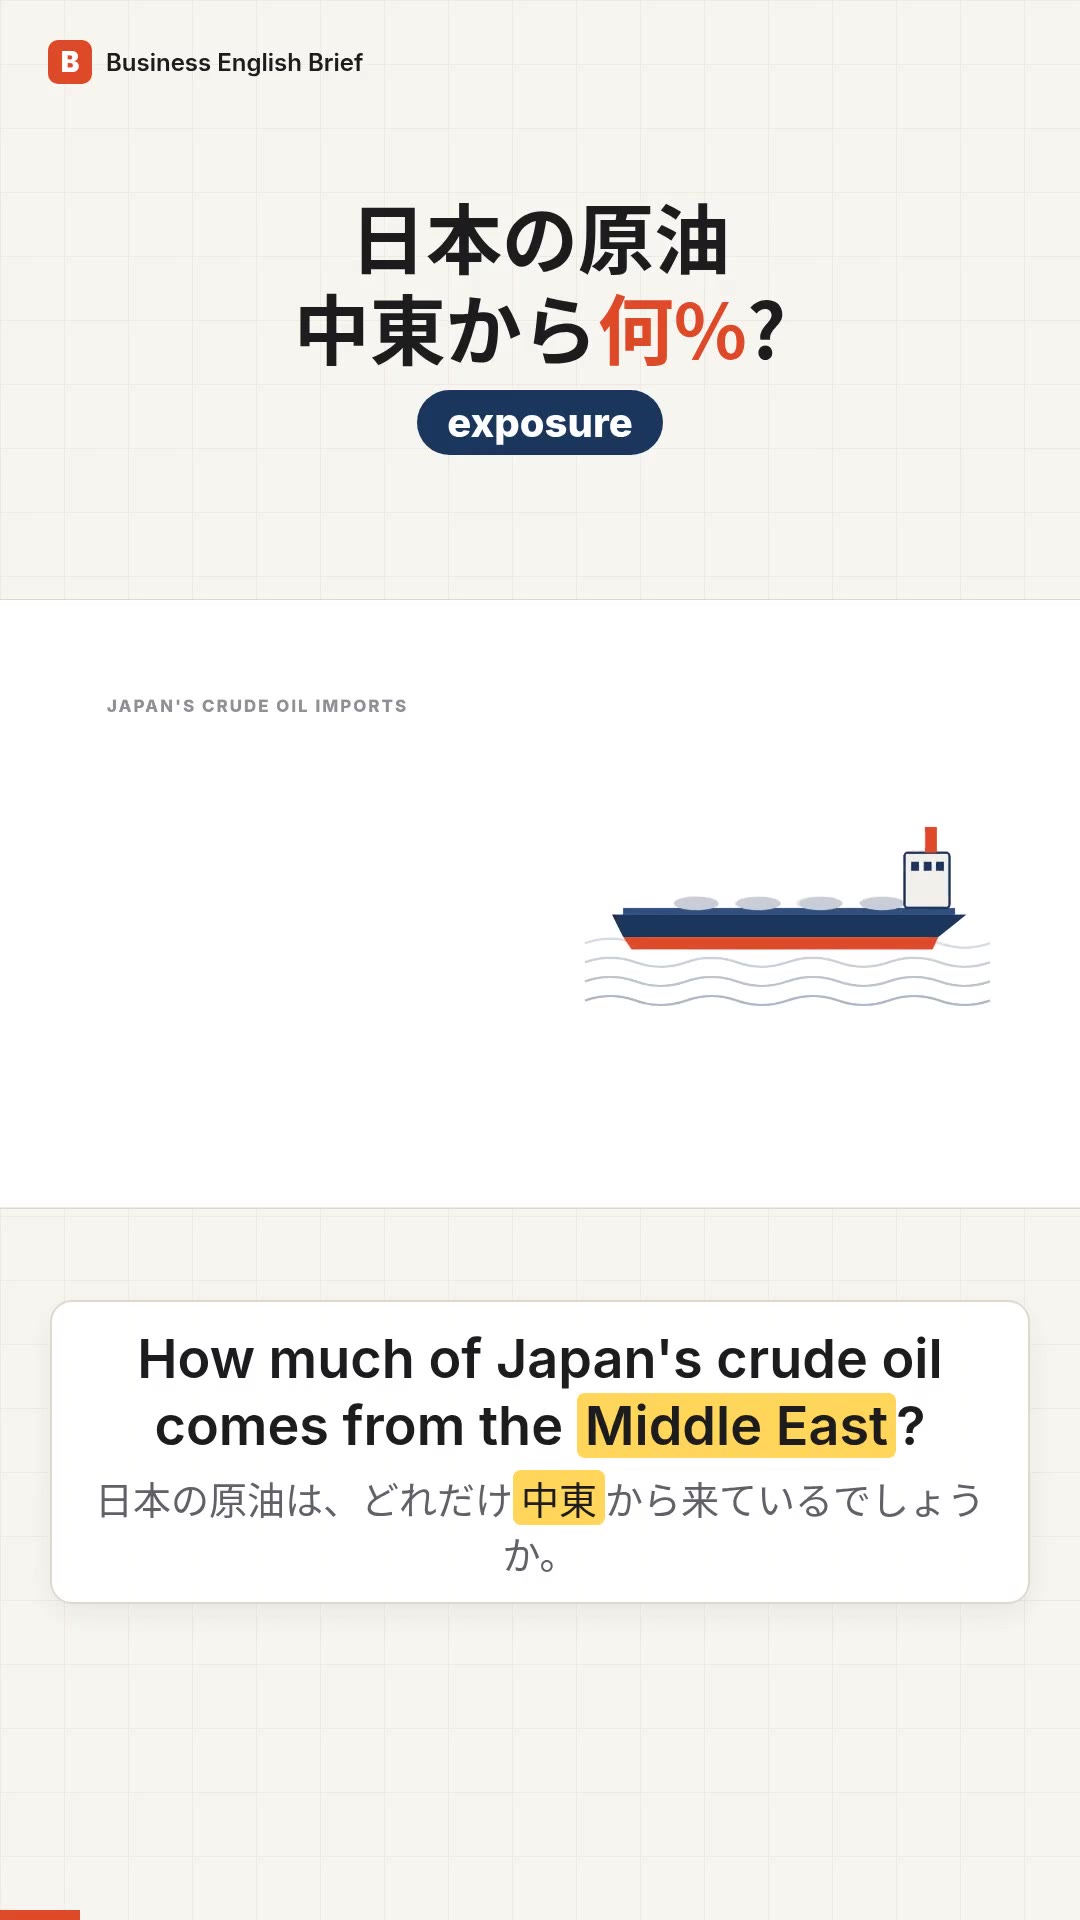 B Business English Brief
日本の原油
中東から何%?
exposure
JAPAN'S CRUDE OIL IMPORTS
How much of Japan's crude oil
comes from the Middle East?
日本の原油は、どれだけ中東から来ているでしょう
か。